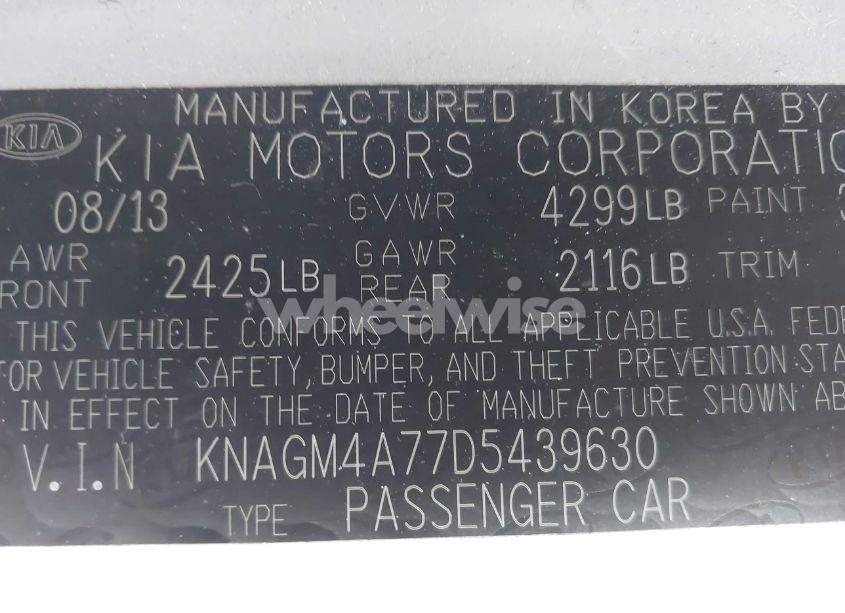 MANUFACTURED IN KOREA BY
KIA KIA MOTORS CORPORATIO
08/13 GVWR 4299LB PAINT 3
AWR GAWR
RONT 2425LB REAR 2116LB TRIM
wheelwise
THIS VEHICLE CONFORMS TO ALL APPLICABLE U.S.A. FEDE
FOR VEHICLE SAFETY, BUMPER, AND THEFT PREVENTION STA
IN EFFECT ON THE DATE OF MANUFACTURE SHOWN AB
V.I.N KNAGM4A77D5439630
TYPE PASSENGER CAR